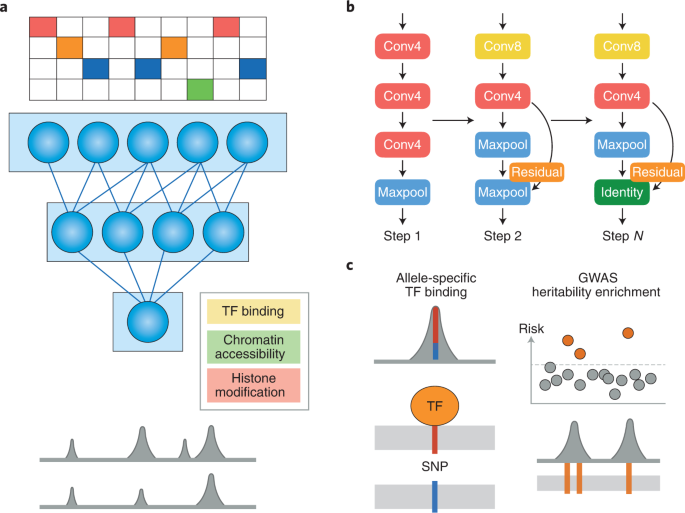 a
TF binding
Chromatin
accessibility
Histone
modification
b
Conv4
Conv4
Conv4
Maxpool
Step 1
Conv8
Conv4
Maxpool
Residual
Maxpool
Step 2
Conv8
Conv4
Maxpool
Residual
Identity
Step N
c
Allele-specific
TF binding
TF
SNP
GWAS
heritability enrichment
Risk